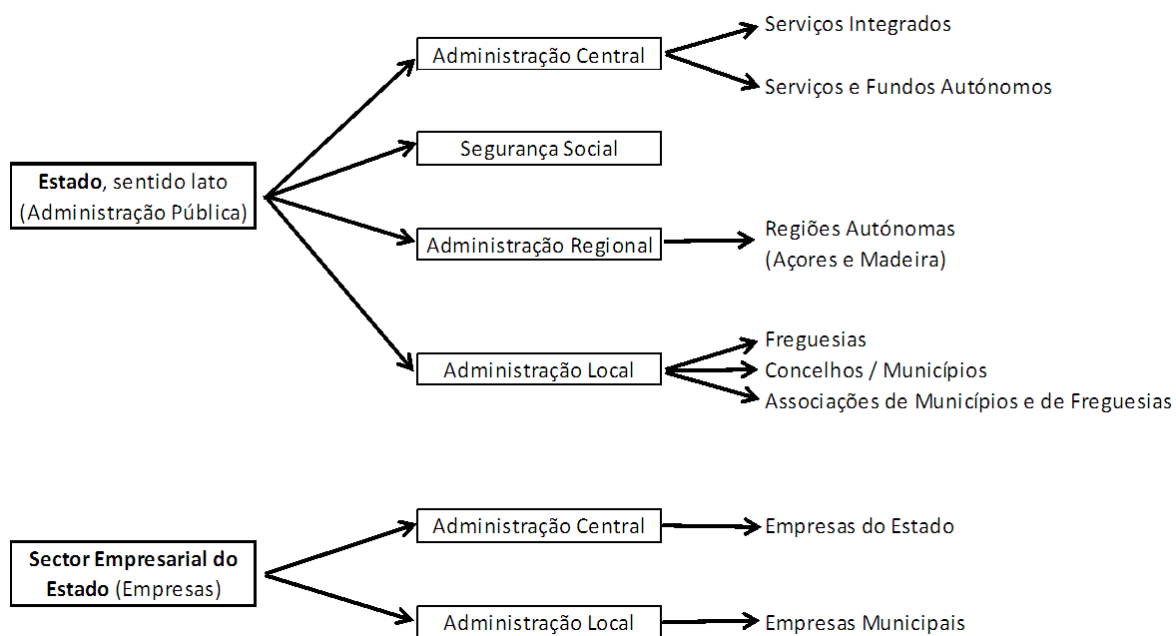 Serviços Integrados
Administração Central
Serviços e Fundos Autónomos
Segurança Social
Estado, sentido lato
(Administração Pública)
Administração Regional
Regiões Autónomas
(Açores e Madeira)
Freguesias
Administração Local
Concelhos / Municípios
Associações de Municípios e de Freguesias
Administração Central
Empresas do Estado
Sector Empresarial do
Estado (Empresas)
Administração Local
Empresas Municipais